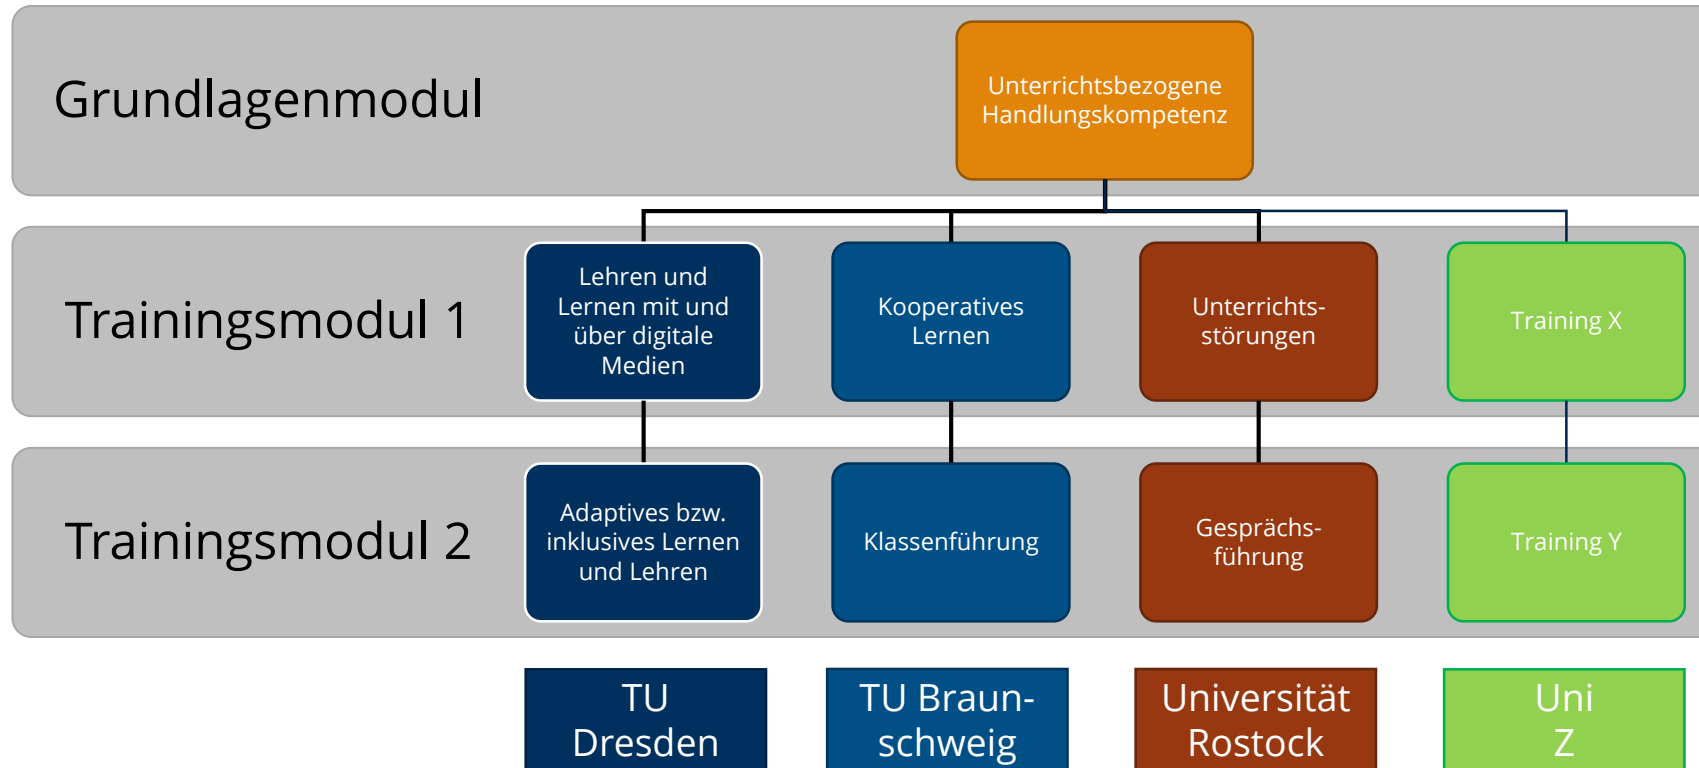 Grundlagenmodul
Unterrichtsbezogene
Handlungskompetenz
Trainingsmodul 1
Lehren und
Lernen mit und
über digitale
Medien
Kooperatives
Lernen
Unterrichts-
störungen
Training X
Trainingsmodul 2
Adaptives bzw.
inklusives Lernen
und Lehren
Klassenführung
Gesprächs-
führung
Training Y
TU
Dresden
TU Braun-
schweig
Universität
Rostock
Uni
Z